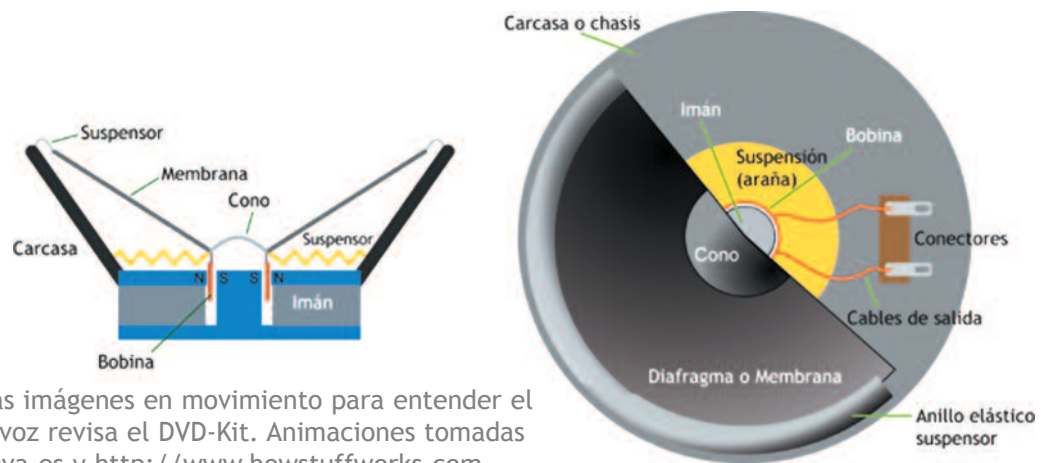 Suspensor
Membrana
Cono
Suspensor
Carcasa
N S S N
Imán
Bobina
as imágenes en movimiento para entender el
voz revisa el DVD-Kit. Animaciones tomadas
Carcasa o chasis
Imán
Bobina
Suspensión
(araña)
Cono
Conectores
Cables de salida
Diafragma o Membrana
Anillo elástico
suspensor